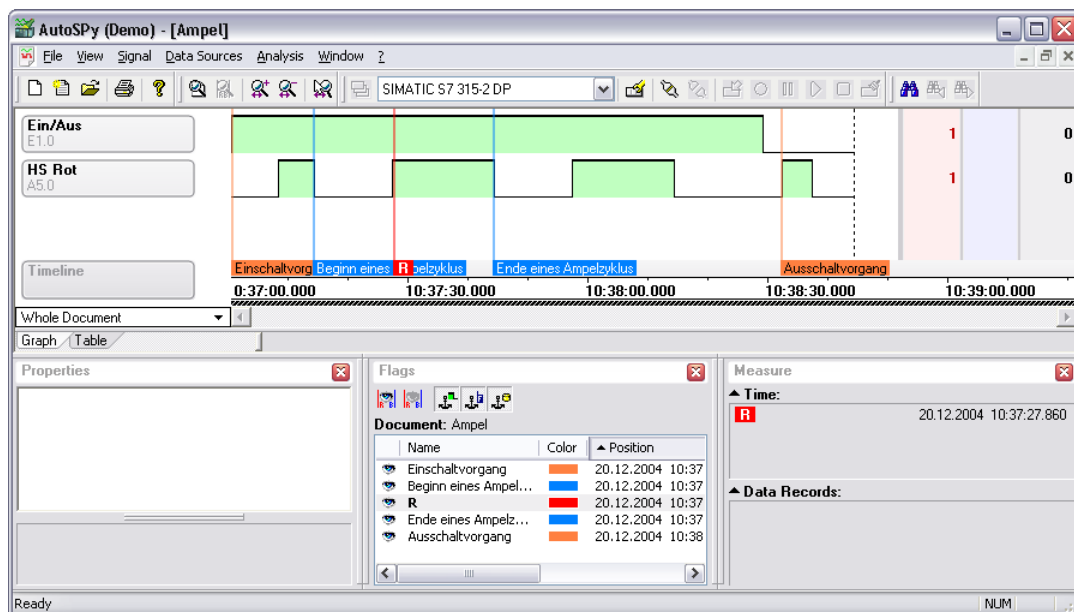 AutoSPy (Demo) - [Ampel]
File View Signal Data Sources Analysis Window ?
SIMATIC S7 315-2 DP
Ein/Aus
E1.0
1 0
HS Rot
A5.0
1 0
Timeline
Einschaltvorg Beginn eines R pelzyklus Ende eines Ampelzyklus Ausschaltvorgang
0:37:00.000 10:37:30.000 10:38:00.000 10:38:30.000 10:39:00.000
Whole Document
Graph Table
Properties
Flags
Document: Ampel
Name Color Position
Einschaltvorgang 20.12.2004 10:37
Beginn eines Ampel... 20.12.2004 10:37
R 20.12.2004 10:37
Ende eines Ampelz... 20.12.2004 10:37
Ausschaltvorgang 20.12.2004 10:38
Measure
Time:
R 20.12.2004 10:37:27.860
Data Records:
Ready NUM